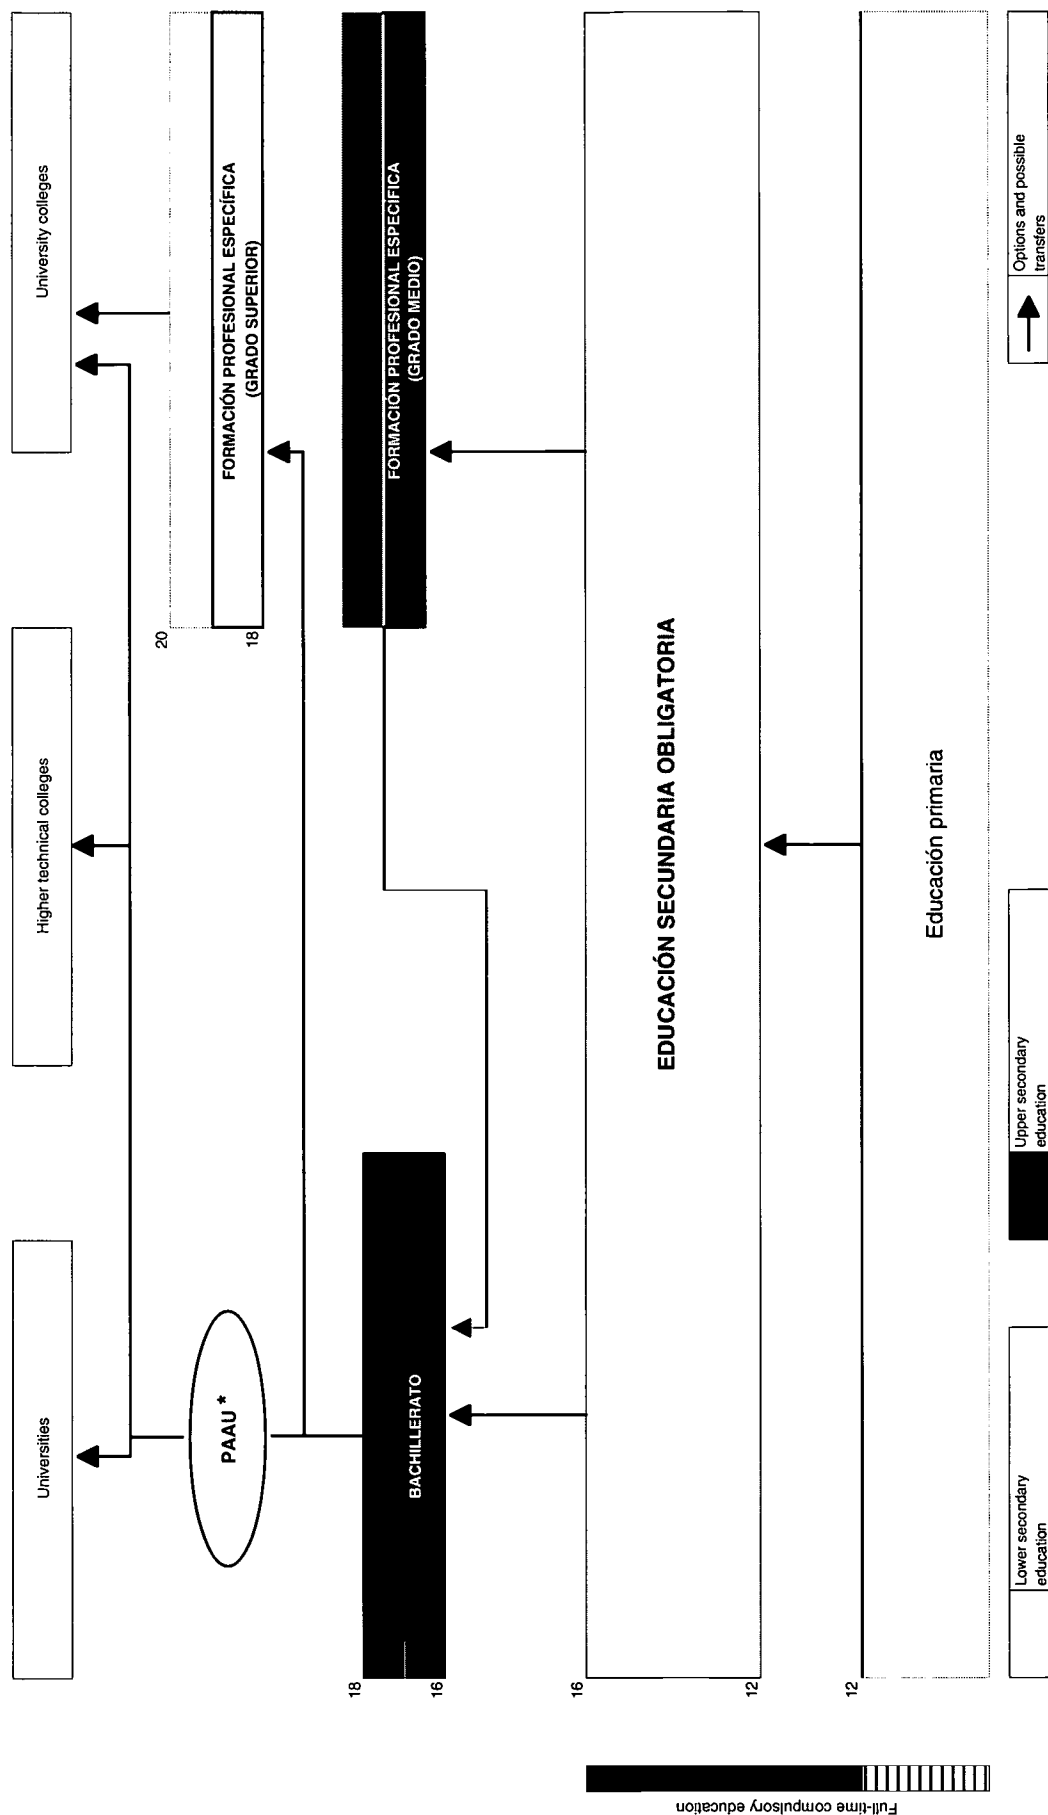 Universities
Higher technical colleges
University colleges
PAAU *
20
18
FORMACIÓN PROFESIONAL ESPECÍFICA
(GRADO SUPERIOR)
18
16
BACHILLERATO
FORMACIÓN PROFESIONAL ESPECÍFICA
(GRADO MEDIO)
16
12
EDUCACIÓN SECUNDARIA OBLIGATORIA
12
Educación primaria
Full-time compulsory education
Lower secondary
education
Upper secondary
education
Options and possible
transfers